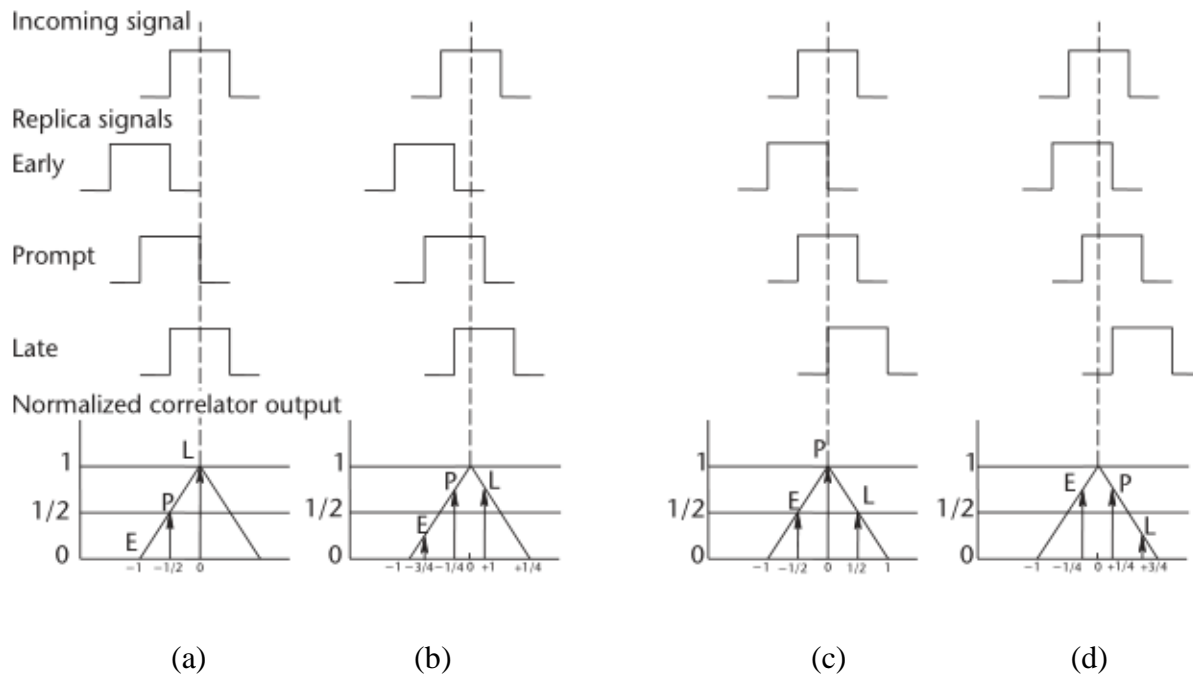 Incoming signal
Replica signals
Early
Prompt
Late
Normalized correlator output
1
1/2
0
L
P
E
−1 −1/2 0
P L
E
1
1/2
0
−1 −3/4 −1/4 0 +1 +1/4
P
E L
1
1/2
0
−1 −1/2 0 1/2 1
E P
L
1
1/2
0
−1 −1/4 0 +1/4 +3/4
(a) (b) (c) (d)